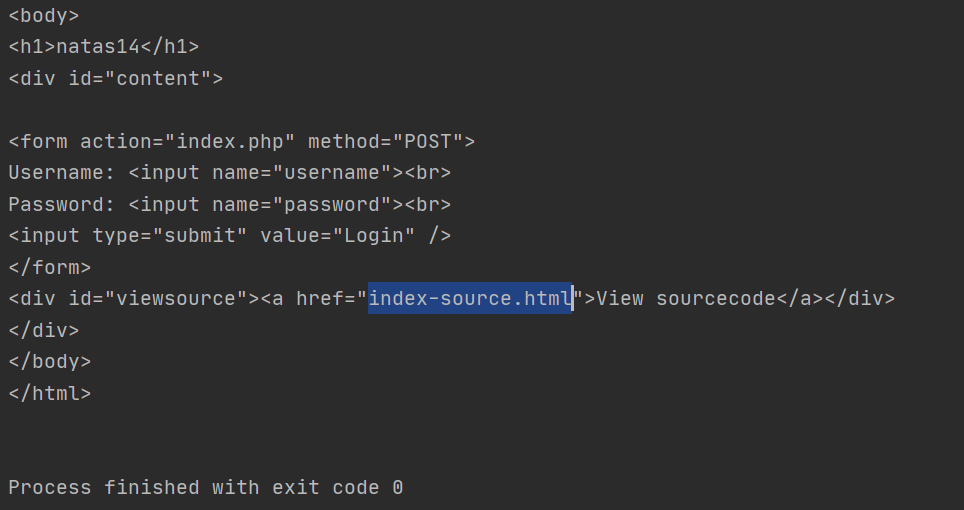 <body>
<h1>natas14</h1>
<div id="content">
<form action="index.php" method="POST">
Username: <input name="username"><br>
Password: <input name="password"><br>
<input type="submit" value="Login" />
</form>
<div id="viewsource"><a href="index-source.html">View sourcecode</a></div>
</div>
</body>
</html>
Process finished with exit code 0